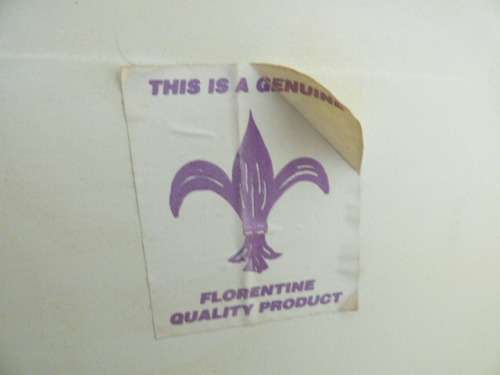 THIS IS A GENUINE
FLORENTINE
QUALITY PRODUCT